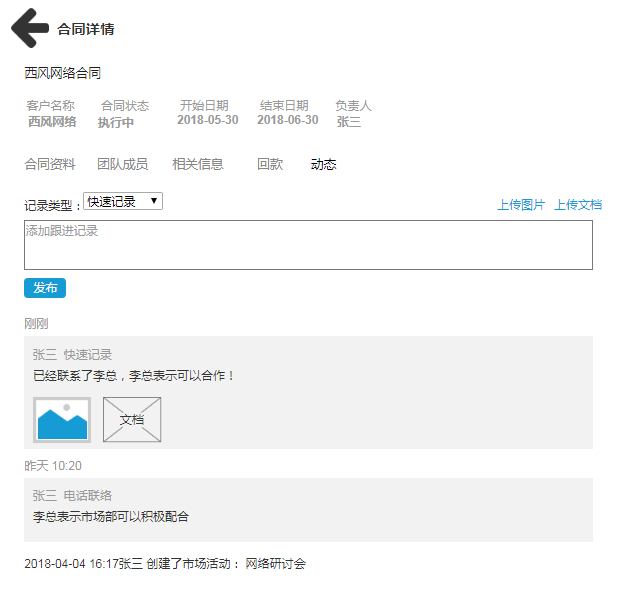 合同详情
西风网络合同
客户名称 合同状态 开始日期 结束日期 负责人
西风网络 执行中 2018-05-30 2018-06-30 张三
合同资料 团队成员 相关信息 回款 动态
记录类型： 快速记录 上传图片 上传文档
添加跟进记录
发布
刚刚
张三 快速记录
已经联系了李总，李总表示可以合作！
文档
昨天 10:20
张三 电话联络
李总表示市场部可以积极配合
2018-04-04 16:17张三 创建了市场活动： 网络研讨会